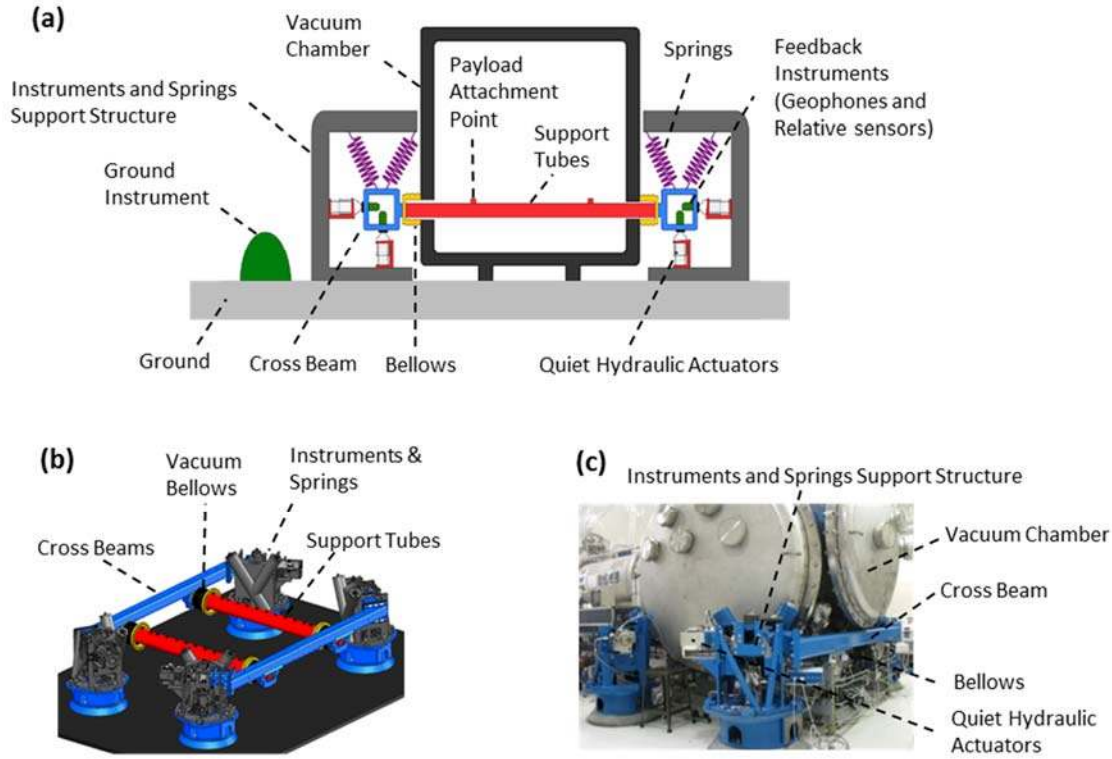 (a)
Vacuum
Chamber
Payload
Attachment
Point
Springs
Feedback
Instruments
(Geophones and
Relative sensors)
Instruments and Springs
Support Structure
Support
Tubes
Ground
Instrument
Ground
Cross Beam
Bellows
Quiet Hydraulic Actuators
(b)
Vacuum
Bellows
Instruments &
Springs
Cross Beams
Support Tubes
(c)
Instruments and Springs Support Structure
Vacuum Chamber
Cross Beam
Bellows
Quiet Hydraulic
Actuators